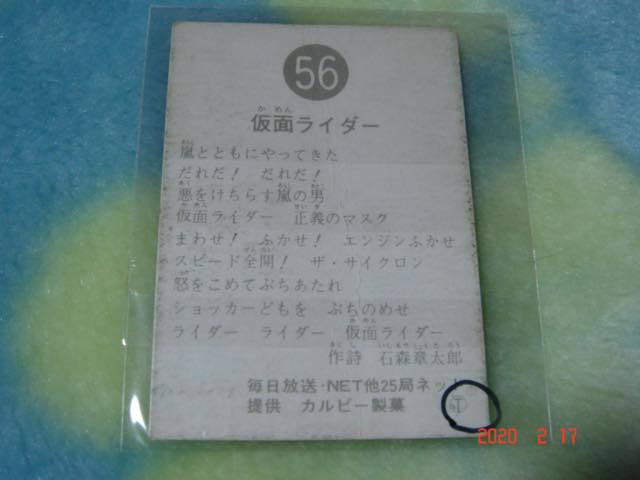 56
かめん
仮面ライダー
嵐とともにやってきた
だれだ! だれだ!
悪をけちらす嵐の男
仮面ライダー 正義のマスク
まわせ! ふかせ! エンジンふかせ
スピード全開! ザ・サイクロン
怒をこめてぶちあたれ
ショッカーどもを ぶちのめせ
ライダー ライダー 仮面ライダー
作詩 石森章太郎
毎日放送・NET他25局ネット
提供 カルビー製菓
2020 2 17